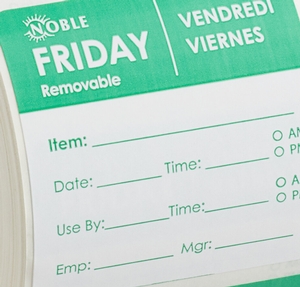 NOBLE
FRIDAY
Removable
VENDREDI
VIERNES
Item:
Date: Time:
Use By: Time:
Emp: Mgr: